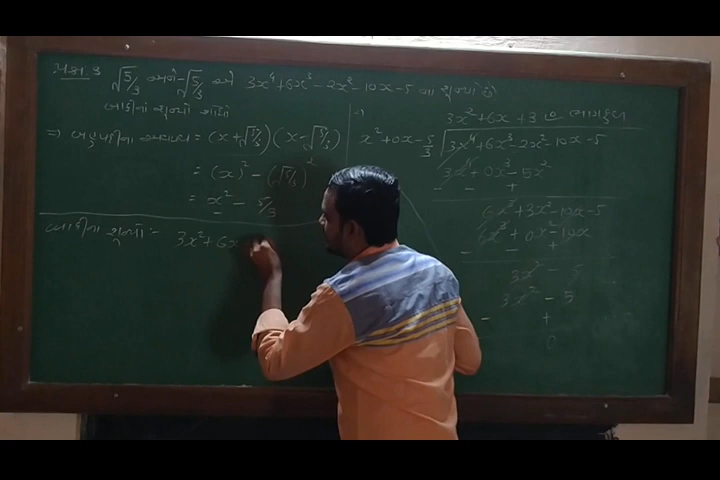 પ્રશ્ન 3 √5/3 અને -√5/3 એ 3x⁴+6x³-2x²-10x-5 ના શૂન્યો છે
બાકીના શૂન્યો શોધો
⇒ બહુપદીના અવયવ = (x+√5/3)(x-√5/3)
= (x)² - (√5/3)²
= x² - 5/3
3x²+6x+3 ભાગફળ
x²+0x-5/3 3x⁴+6x³-2x²-10x-5
3x⁴+0x³-5x²
- - +
6x³+3x²-10x-5
6x³+0x²-10x
- - +
3x² - 5
3x² - 5
- +
0
બાકીના શૂન્યો :- 3x²+6x